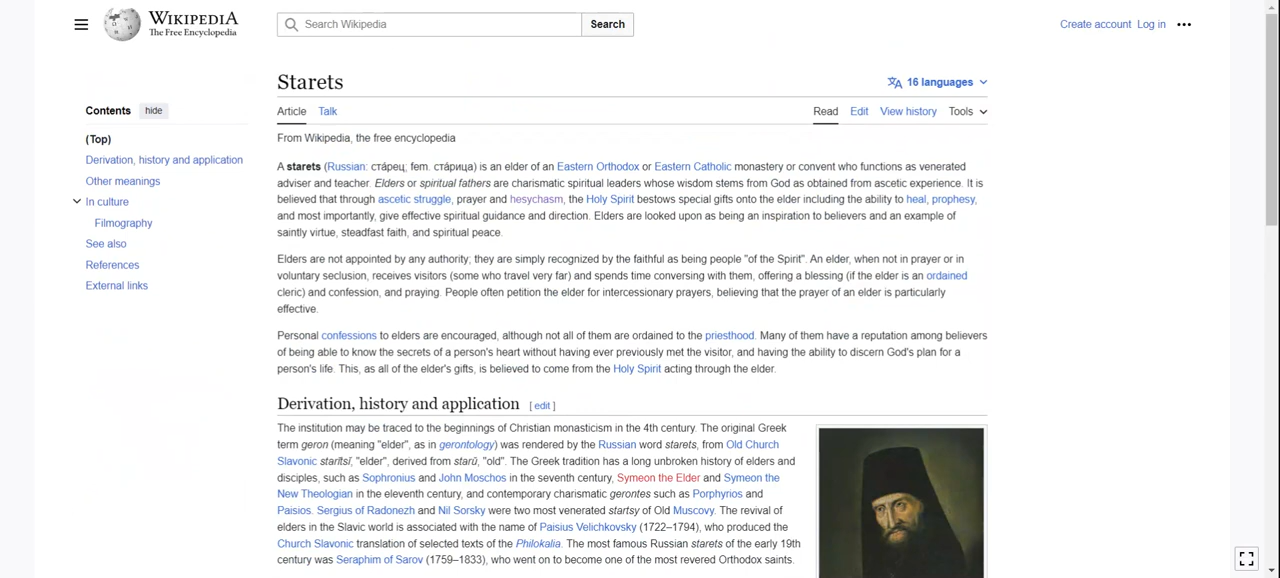 WIKIPEDIA
The Free Encyclopedia
Search Wikipedia
Search
Create account Log in
Starets
16 languages
Contents hide
Article Talk
Read Edit View history Tools
(Top)
From Wikipedia, the free encyclopedia
Derivation, history and application
Other meanings
In culture
Filmography
See also
References
External links
A starets (Russian: ста́рец; fem. ста́рица) is an elder of an Eastern Orthodox or Eastern Catholic monastery or convent who functions as venerated
adviser and teacher. Elders or spiritual fathers are charismatic spiritual leaders whose wisdom stems from God as obtained from ascetic experience. It is
believed that through ascetic struggle, prayer and hesychasm, the Holy Spirit bestows special gifts onto the elder including the ability to heal, prophesy,
and most importantly, give effective spiritual guidance and direction. Elders are looked upon as being an inspiration to believers and an example of
saintly virtue, steadfast faith, and spiritual peace.
Elders are not appointed by any authority; they are simply recognized by the faithful as being people "of the Spirit". An elder, when not in prayer or in
voluntary seclusion, receives visitors (some who travel very far) and spends time conversing with them, offering a blessing (if the elder is an ordained
cleric) and confession, and praying. People often petition the elder for intercessionary prayers, believing that the prayer of an elder is particularly
effective.
Personal confessions to elders are encouraged, although not all of them are ordained to the priesthood. Many of them have a reputation among believers
of being able to know the secrets of a person's heart without having ever previously met the visitor, and having the ability to discern God's plan for a
person's life. This, as all of the elder's gifts, is believed to come from the Holy Spirit acting through the elder.
Derivation, history and application [ edit ]
The institution may be traced to the beginnings of Christian monasticism in the 4th century. The original Greek
term geron (meaning "elder", as in gerontology) was rendered by the Russian word starets, from Old Church
Slavonic starĭtsĭ, "elder", derived from starŭ, "old". The Greek tradition has a long unbroken history of elders and
disciples, such as Sophronius and John Moschos in the seventh century, Symeon the Elder and Symeon the
New Theologian in the eleventh century, and contemporary charismatic gerontes such as Porphyrios and
Paisios. Sergius of Radonezh and Nil Sorsky were two most venerated startsy of Old Muscovy. The revival of
elders in the Slavic world is associated with the name of Paisius Velichkovsky (1722–1794), who produced the
Church Slavonic translation of selected texts of the Philokalia. The most famous Russian starets of the early 19th
century was Seraphim of Sarov (1759–1833), who went on to become one of the most revered Orthodox saints.